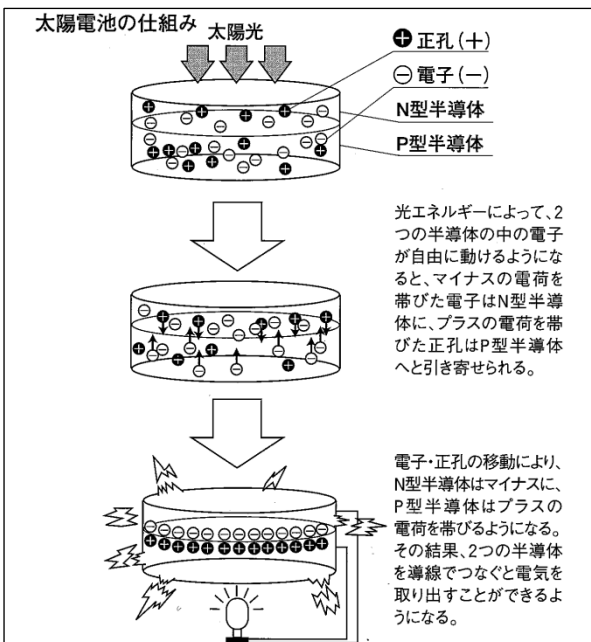 太陽電池の仕組み
太陽光
正孔(+)
電子(−)
N型半導体
P型半導体
光エネルギーによって、2
つの半導体の中の電子
が自由に動けるようにな
ると、マイナスの電荷を
帯びた電子はN型半導
体に、プラスの電荷を帯
びた正孔はP型半導体
へと引き寄せられる。
電子・正孔の移動により、
N型半導体はマイナスに、
P型半導体はプラスの
電荷を帯びるようになる。
その結果、2つの半導体
を導線でつなぐと電気を
取り出すことができるよ
うになる。